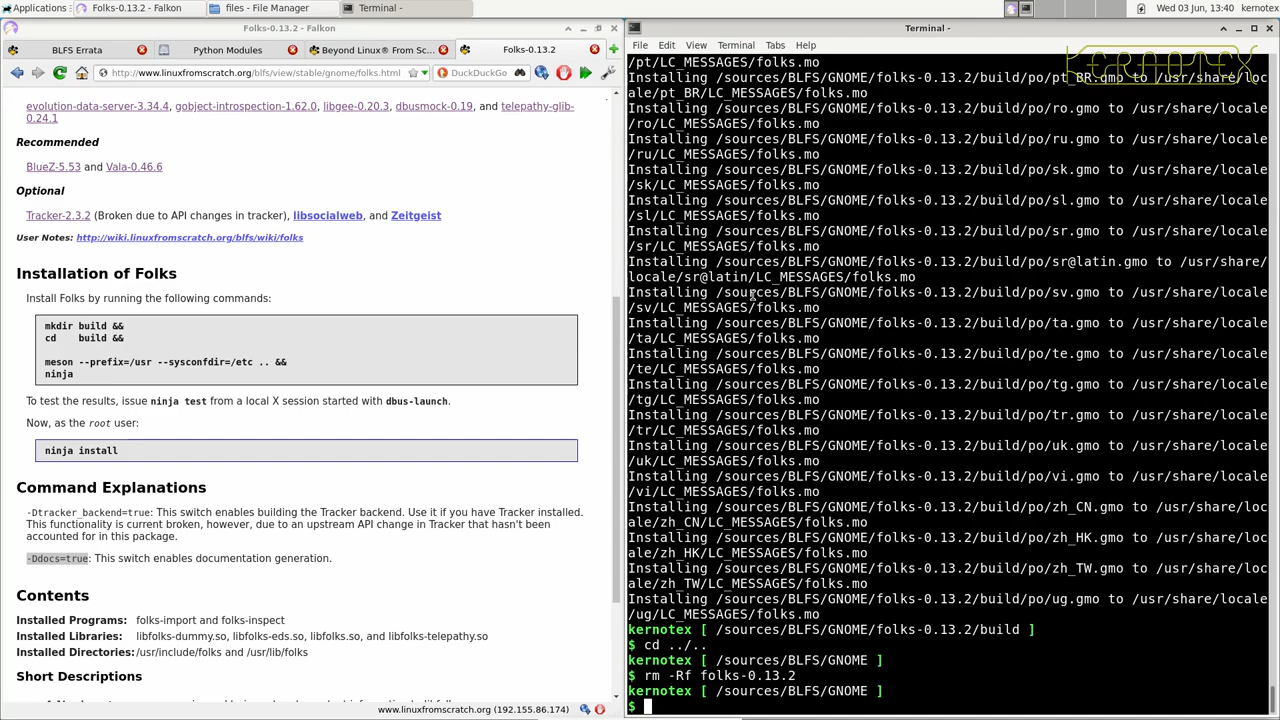 Applications
Folks-0.13.2 - Falkon
files - File Manager
Terminal -
Wed 03 Jun, 13:40
kernotex
Folks-0.13.2 - Falkon
BLFS Errata
Python Modules
Beyond Linux® From Sc...
Folks-0.13.2
http://www.linuxfromscratch.org/blfs/view/stable/gnome/folks.html
DuckDuckGo
evolution-data-server-3.34.4, gobject-introspection-1.62.0, libgee-0.20.3, dbusmock-0.19, and telepathy-glib-
0.24.1
Recommended
BlueZ-5.53 and Vala-0.46.6
Optional
Tracker-2.3.2 (Broken due to API changes in tracker), libsocialweb, and Zeitgeist
User Notes: http://wiki.linuxfromscratch.org/blfs/wiki/folks
Installation of Folks
Install Folks by running the following commands:
mkdir build &&
cd    build &&
meson --prefix=/usr --sysconfdir=/etc .. &&
ninja
To test the results, issue ninja test from a local X session started with dbus-launch.
Now, as the root user:
ninja install
Command Explanations
-Dtracker_backend=true: This switch enables building the Tracker backend. Use it if you have Tracker installed.
This functionality is current broken, however, due to an upstream API change in Tracker that hasn't been
accounted for in this package.
-Ddocs=true: This switch enables documentation generation.
Contents
Installed Programs: folks-import and folks-inspect
Installed Libraries: libfolks-dummy.so, libfolks-eds.so, libfolks.so, and libfolks-telepathy.so
Installed Directories: /usr/include/folks and /usr/lib/folks
Short Descriptions
www.linuxfromscratch.org (192.155.86.174)
Terminal -
File Edit View Terminal Tabs Help
KERNOTEX
/pt/LC_MESSAGES/folks.mo
Installing /sources/BLFS/GNOME/folks-0.13.2/build/po/pt_BR.gmo to /usr/share/loc
ale/pt_BR/LC_MESSAGES/folks.mo
Installing /sources/BLFS/GNOME/folks-0.13.2/build/po/ro.gmo to /usr/share/locale
/ro/LC_MESSAGES/folks.mo
Installing /sources/BLFS/GNOME/folks-0.13.2/build/po/ru.gmo to /usr/share/locale
/ru/LC_MESSAGES/folks.mo
Installing /sources/BLFS/GNOME/folks-0.13.2/build/po/sk.gmo to /usr/share/locale
/sk/LC_MESSAGES/folks.mo
Installing /sources/BLFS/GNOME/folks-0.13.2/build/po/sl.gmo to /usr/share/locale
/sl/LC_MESSAGES/folks.mo
Installing /sources/BLFS/GNOME/folks-0.13.2/build/po/sr.gmo to /usr/share/locale
/sr/LC_MESSAGES/folks.mo
Installing /sources/BLFS/GNOME/folks-0.13.2/build/po/sr@latin.gmo to /usr/share/
locale/sr@latin/LC_MESSAGES/folks.mo
Installing /sources/BLFS/GNOME/folks-0.13.2/build/po/sv.gmo to /usr/share/locale
/sv/LC_MESSAGES/folks.mo
Installing /sources/BLFS/GNOME/folks-0.13.2/build/po/ta.gmo to /usr/share/locale
/ta/LC_MESSAGES/folks.mo
Installing /sources/BLFS/GNOME/folks-0.13.2/build/po/te.gmo to /usr/share/locale
/te/LC_MESSAGES/folks.mo
Installing /sources/BLFS/GNOME/folks-0.13.2/build/po/tg.gmo to /usr/share/locale
/tg/LC_MESSAGES/folks.mo
Installing /sources/BLFS/GNOME/folks-0.13.2/build/po/tr.gmo to /usr/share/locale
/tr/LC_MESSAGES/folks.mo
Installing /sources/BLFS/GNOME/folks-0.13.2/build/po/uk.gmo to /usr/share/locale
/uk/LC_MESSAGES/folks.mo
Installing /sources/BLFS/GNOME/folks-0.13.2/build/po/vi.gmo to /usr/share/locale
/vi/LC_MESSAGES/folks.mo
Installing /sources/BLFS/GNOME/folks-0.13.2/build/po/zh_CN.gmo to /usr/share/loc
ale/zh_CN/LC_MESSAGES/folks.mo
Installing /sources/BLFS/GNOME/folks-0.13.2/build/po/zh_HK.gmo to /usr/share/loc
ale/zh_HK/LC_MESSAGES/folks.mo
Installing /sources/BLFS/GNOME/folks-0.13.2/build/po/zh_TW.gmo to /usr/share/loc
ale/zh_TW/LC_MESSAGES/folks.mo
Installing /sources/BLFS/GNOME/folks-0.13.2/build/po/ug.gmo to /usr/share/locale
/ug/LC_MESSAGES/folks.mo
kernotex [ /sources/BLFS/GNOME/folks-0.13.2/build ]
$ cd ../..
kernotex [ /sources/BLFS/GNOME ]
$ rm -Rf folks-0.13.2
kernotex [ /sources/BLFS/GNOME ]
$